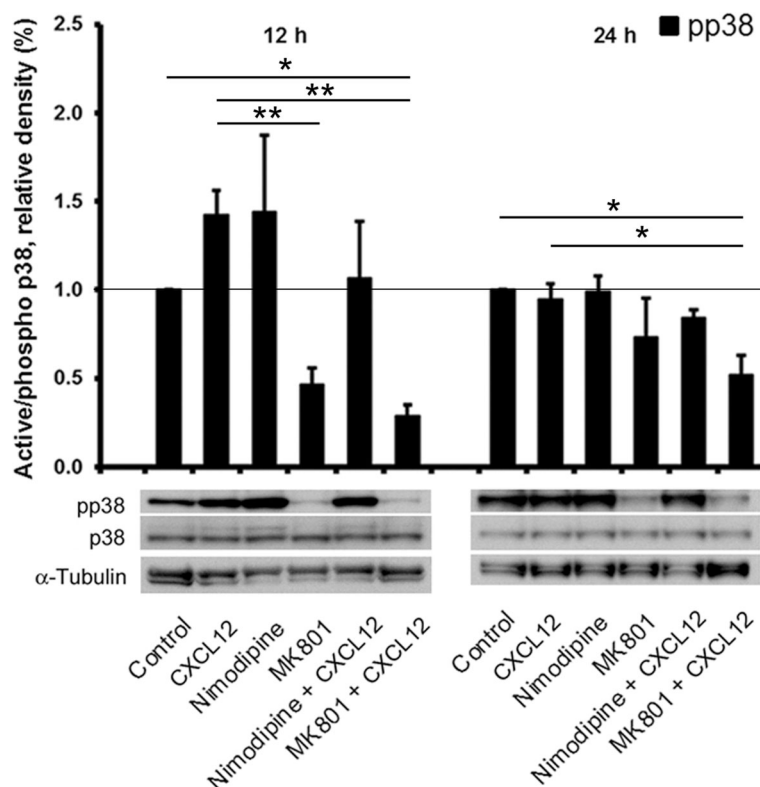 Active/phospho p38, relative density (%)
2.5
2.0
1.5
1.0
0.5
0.0
12 h
24 h
pp38
*
**
**
*
*
pp38
p38
α-Tubulin
Control
CXCL12
Nimodipine
MK801
Nimodipine + CXCL12
MK801 + CXCL12
Control
CXCL12
Nimodipine
MK801
Nimodipine + CXCL12
MK801 + CXCL12